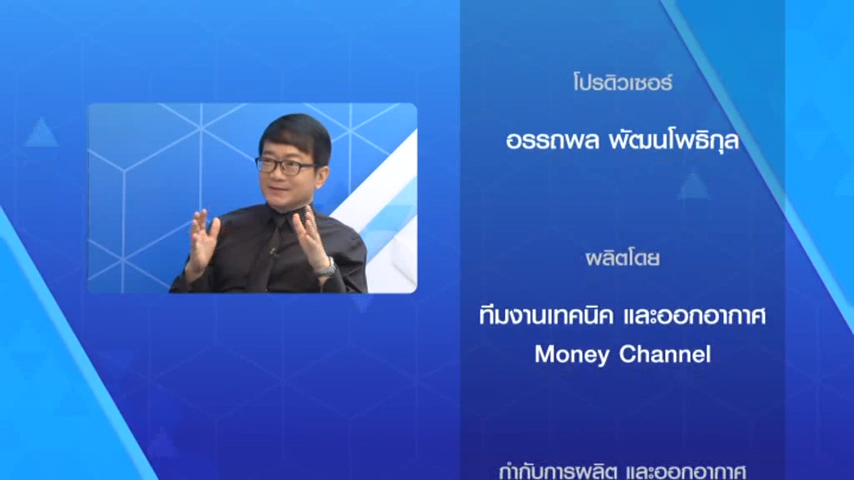 โปรดิวเซอร์
อรรถพล พัฒนโพธิกุล
ผลิตโดย
ทีมงานเทคนิค และออกอากาศ
Money Channel
กำกับการผลิต และออกอากาศ